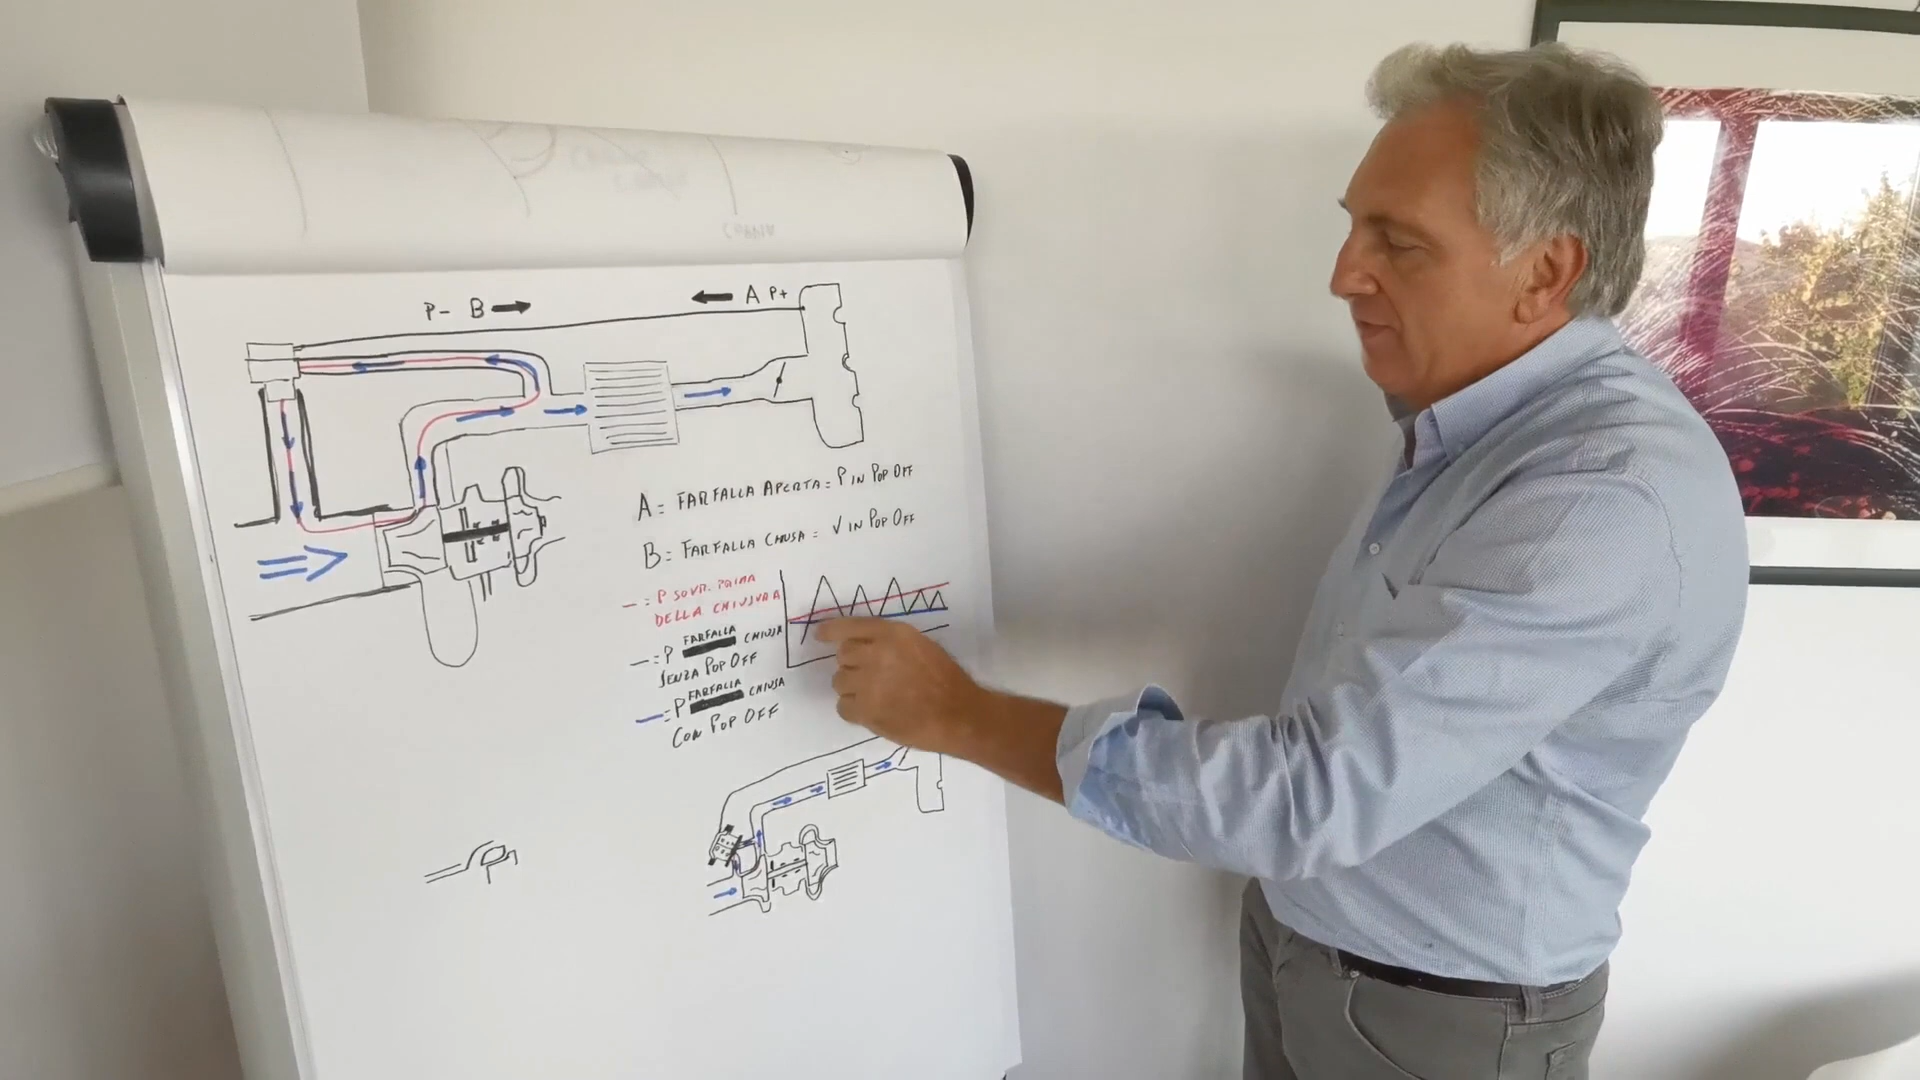 P- B
A P+
A = FARFALLA APERTA = P IN POP OFF
B = FARFALLA CHIUSA = V IN POP OFF
- = P SOVR. PRIMA
DELLA CHIUSURA
- = P FARFALLA CHIUSA
SENZA POP OFF
- = P FARFALLA CHIUSA
CON POP OFF